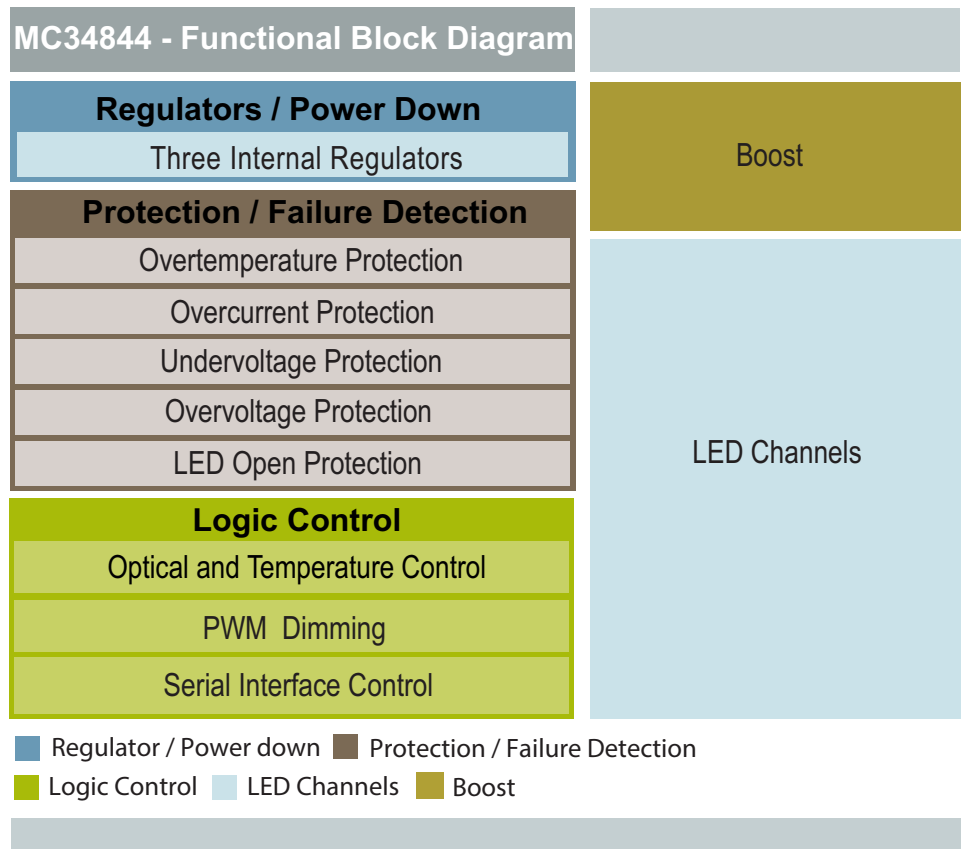 MC34844 - Functional Block Diagram
Regulators / Power Down
Three Internal Regulators
Protection / Failure Detection
Overtemperature Protection
Overcurrent Protection
Undervoltage Protection
Overvoltage Protection
LED Open Protection
Logic Control
Optical and Temperature Control
PWM Dimming
Serial Interface Control
Boost
LED Channels
Regulator / Power down Protection / Failure Detection
Logic Control LED Channels Boost